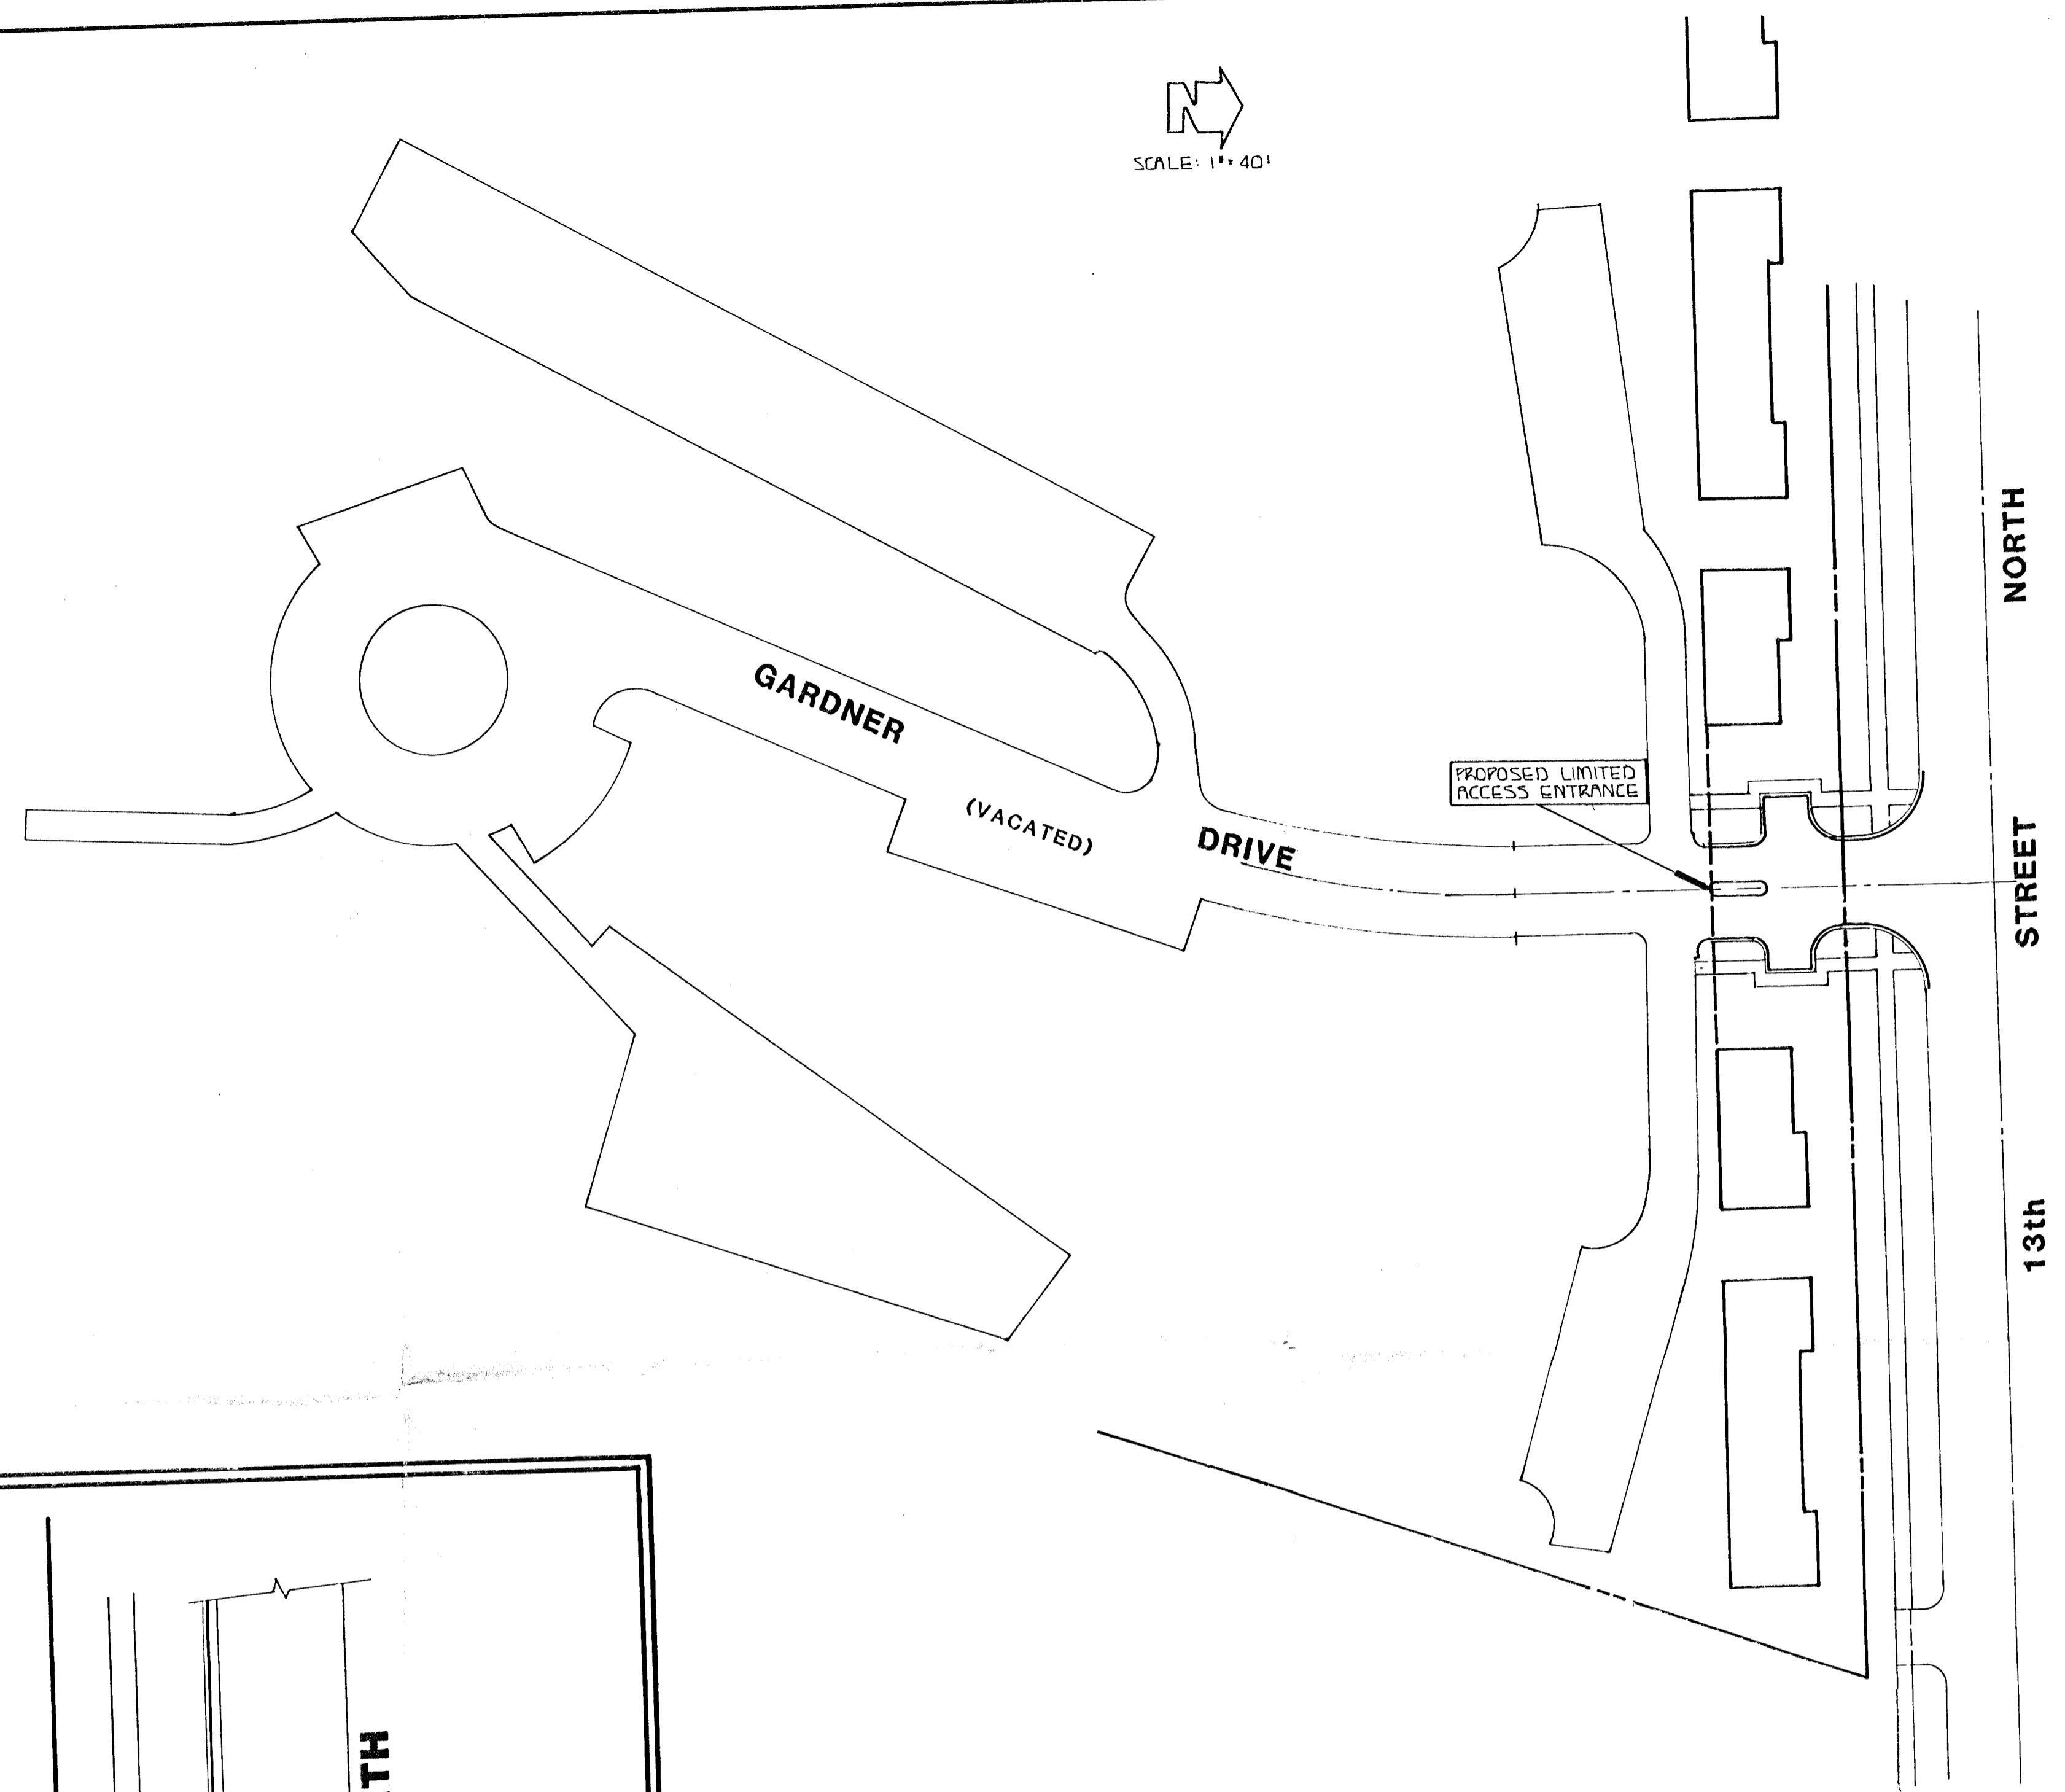 N
SCALE: 1"= 40'
GARDNER
(VACATED)
DRIVE
PROPOSED LIMITED
ACCESS ENTRANCE
13th
STREET
NORTH
TH